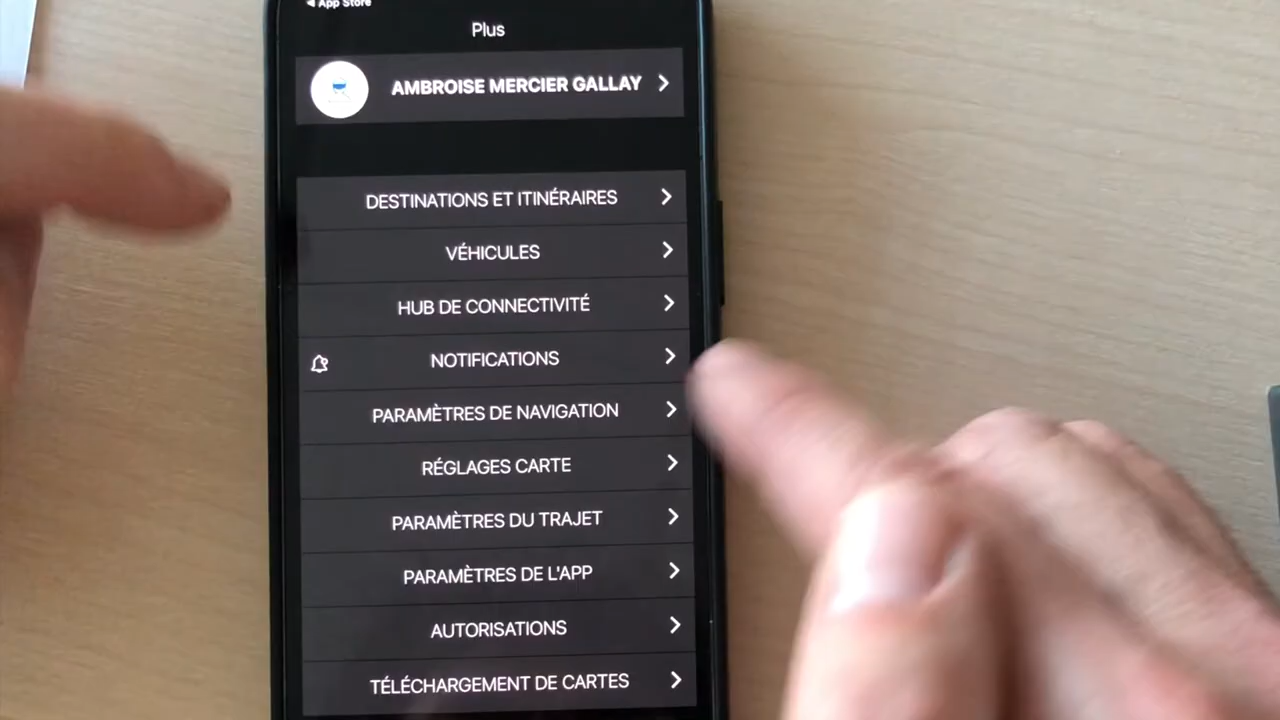 ◀ App Store
Plus
AMBROISE MERCIER GALLAY
DESTINATIONS ET ITINÉRAIRES
VÉHICULES
HUB DE CONNECTIVITÉ
NOTIFICATIONS
PARAMÈTRES DE NAVIGATION
RÉGLAGES CARTE
PARAMÈTRES DU TRAJET
PARAMÈTRES DE L'APP
AUTORISATIONS
TÉLÉCHARGEMENT DE CARTES